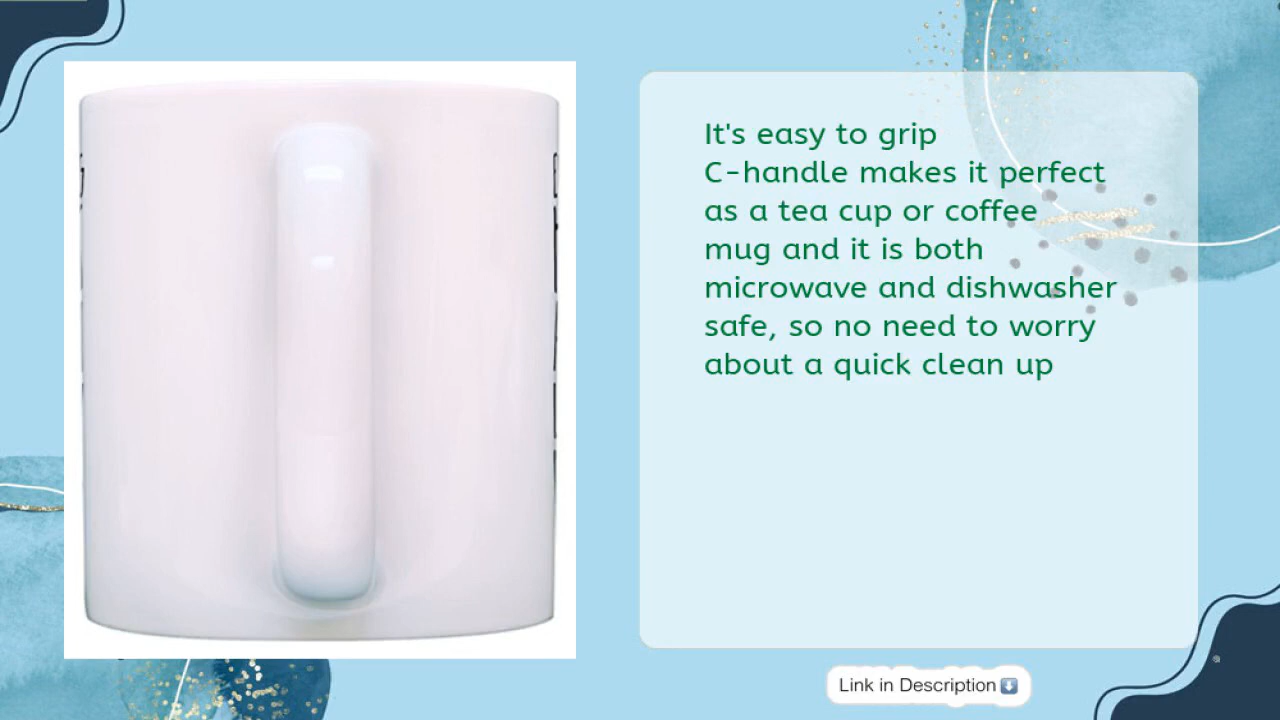 It's easy to grip
C-handle makes it perfect
as a tea cup or coffee
mug and it is both
microwave and dishwasher
safe, so no need to worry
about a quick clean up
Link in Description